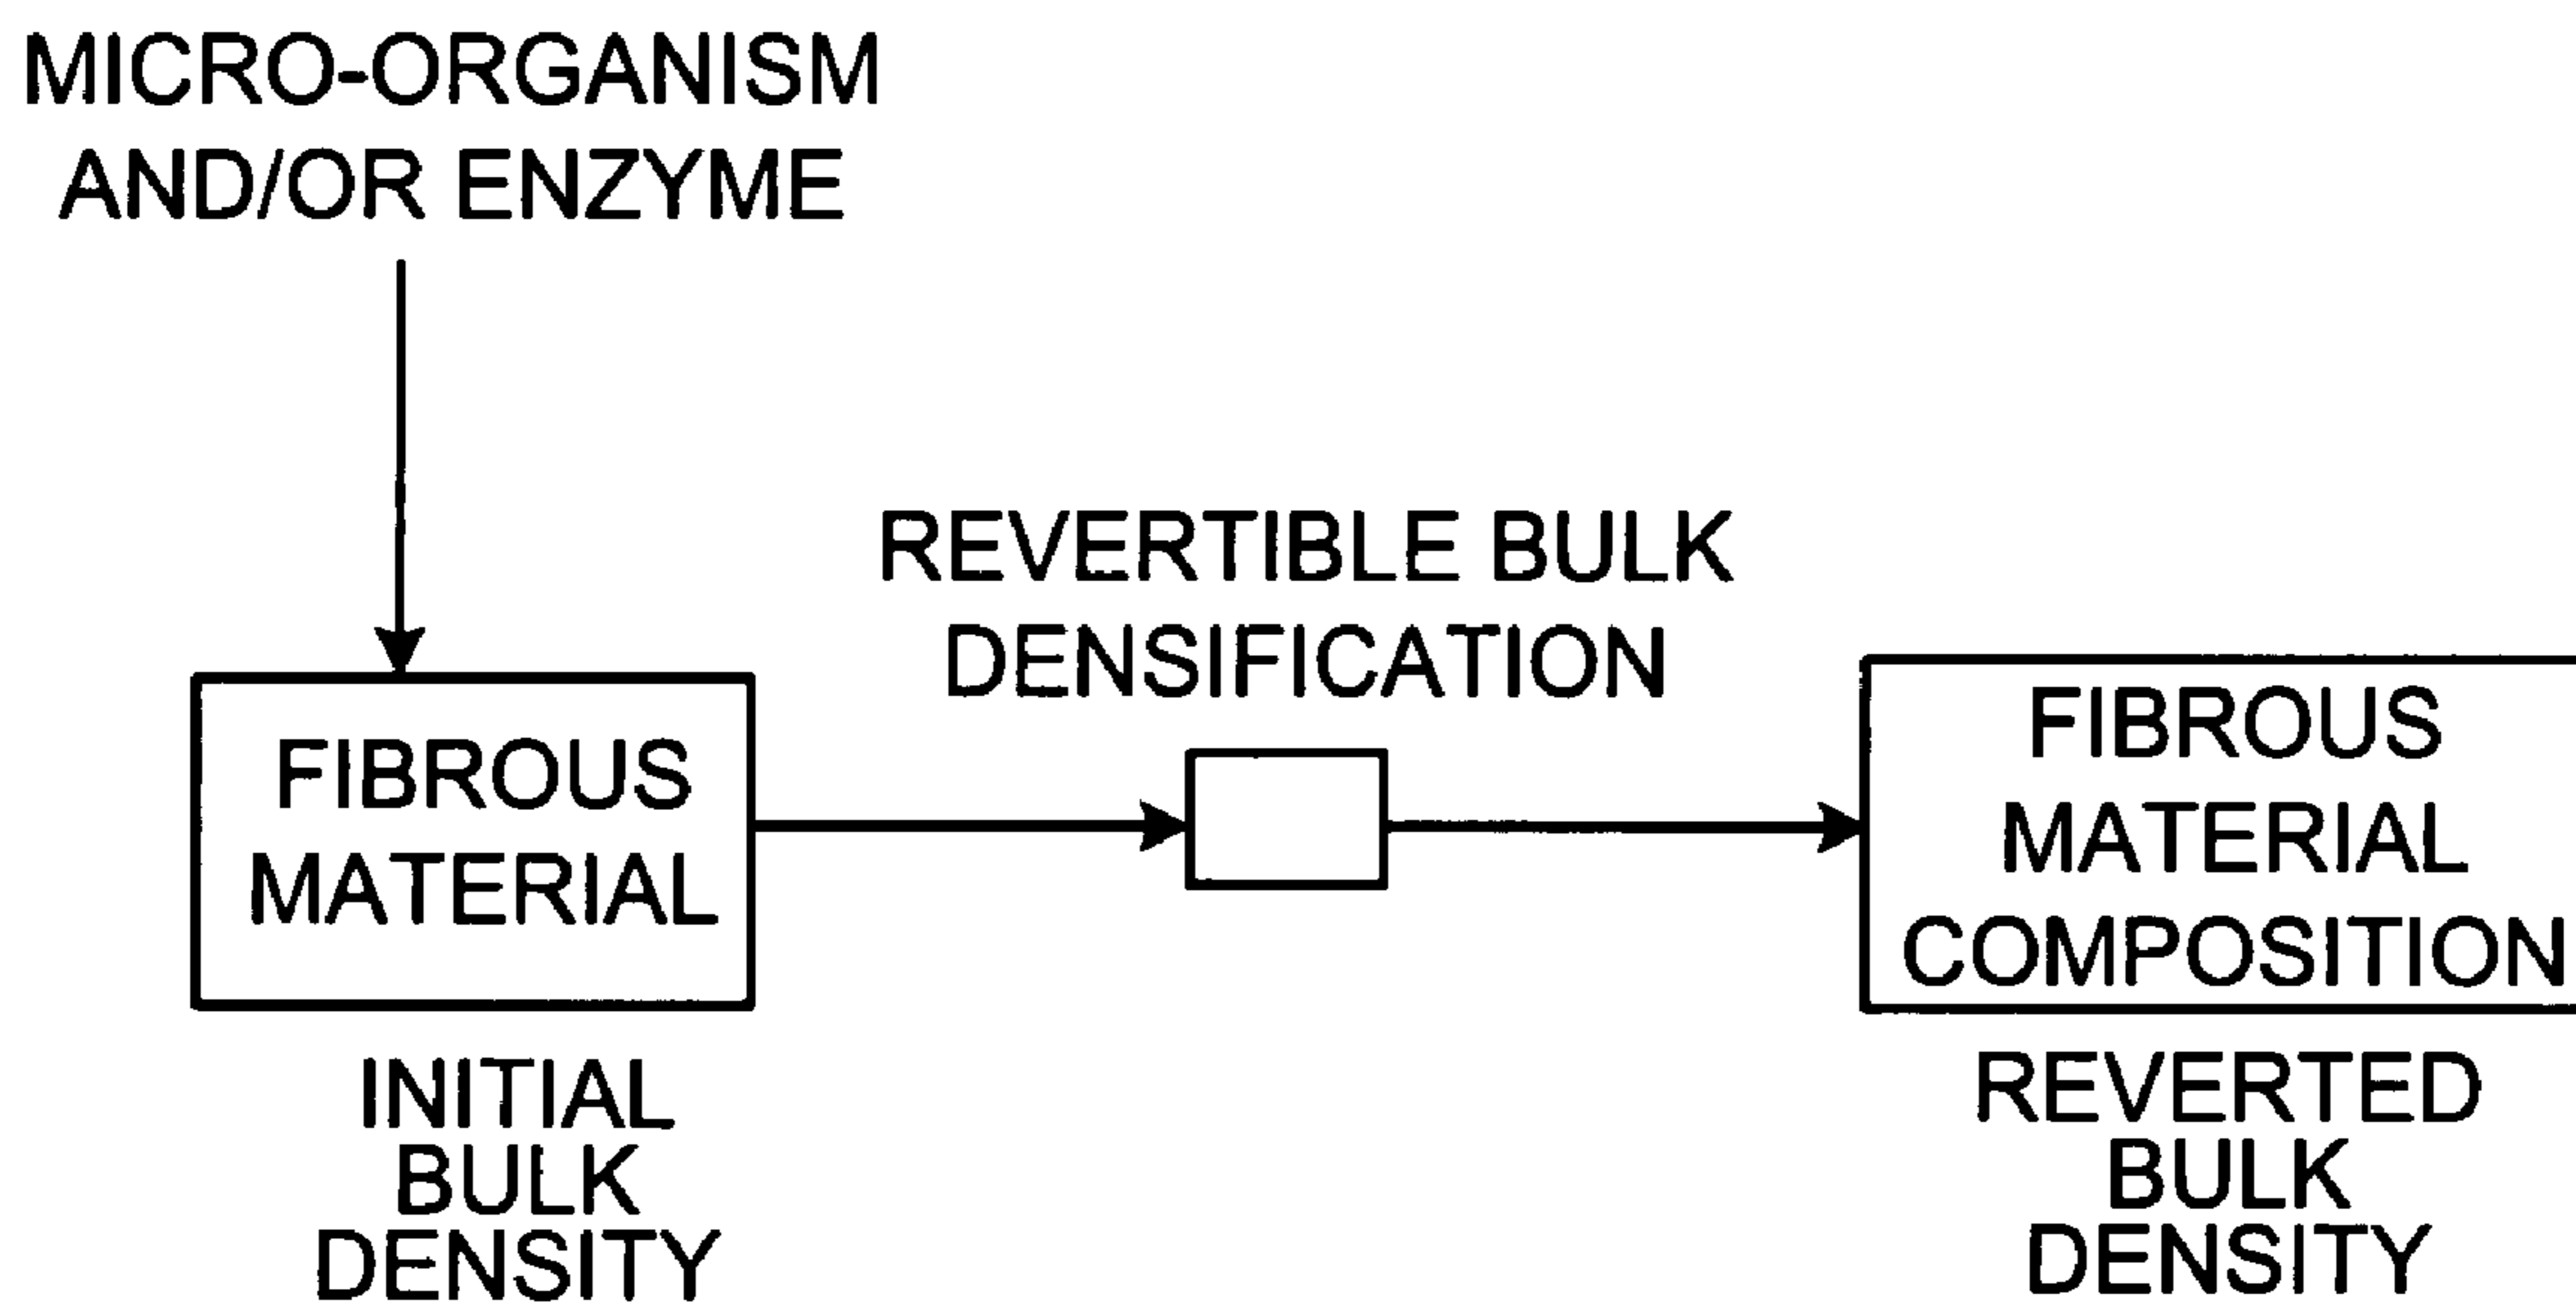 MICRO-ORGANISM
AND/OR ENZYME
REVERTIBLE BULK
DENSIFICATION
FIBROUS
MATERIAL
INITIAL
BULK
DENSITY
FIBROUS
MATERIAL
COMPOSITION
REVERTED
BULK
DENSITY